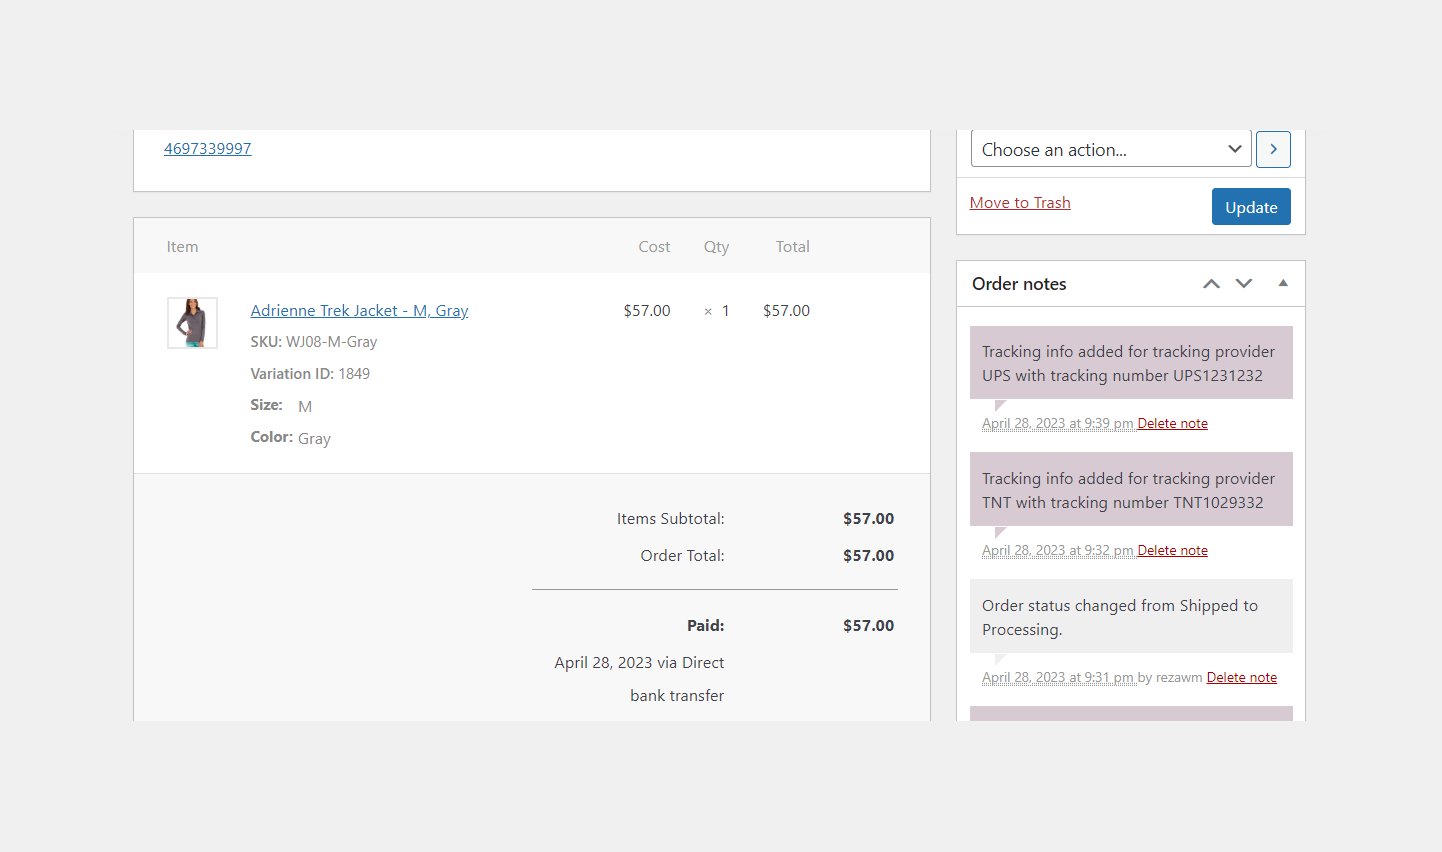 4697339997
Item Cost Qty Total
Adrienne Trek Jacket - M, Gray $57.00 × 1 $57.00
SKU: WJ08-M-Gray
Variation ID: 1849
Size: M
Color: Gray
Items Subtotal: $57.00
Order Total: $57.00
Paid: $57.00
April 28, 2023 via Direct
bank transfer
Choose an action...
Move to Trash Update
Order notes
Tracking info added for tracking provider
UPS with tracking number UPS1231232
April 28, 2023 at 9:39 pm Delete note
Tracking info added for tracking provider
TNT with tracking number TNT1029332
April 28, 2023 at 9:32 pm Delete note
Order status changed from Shipped to
Processing.
April 28, 2023 at 9:31 pm by rezawm Delete note